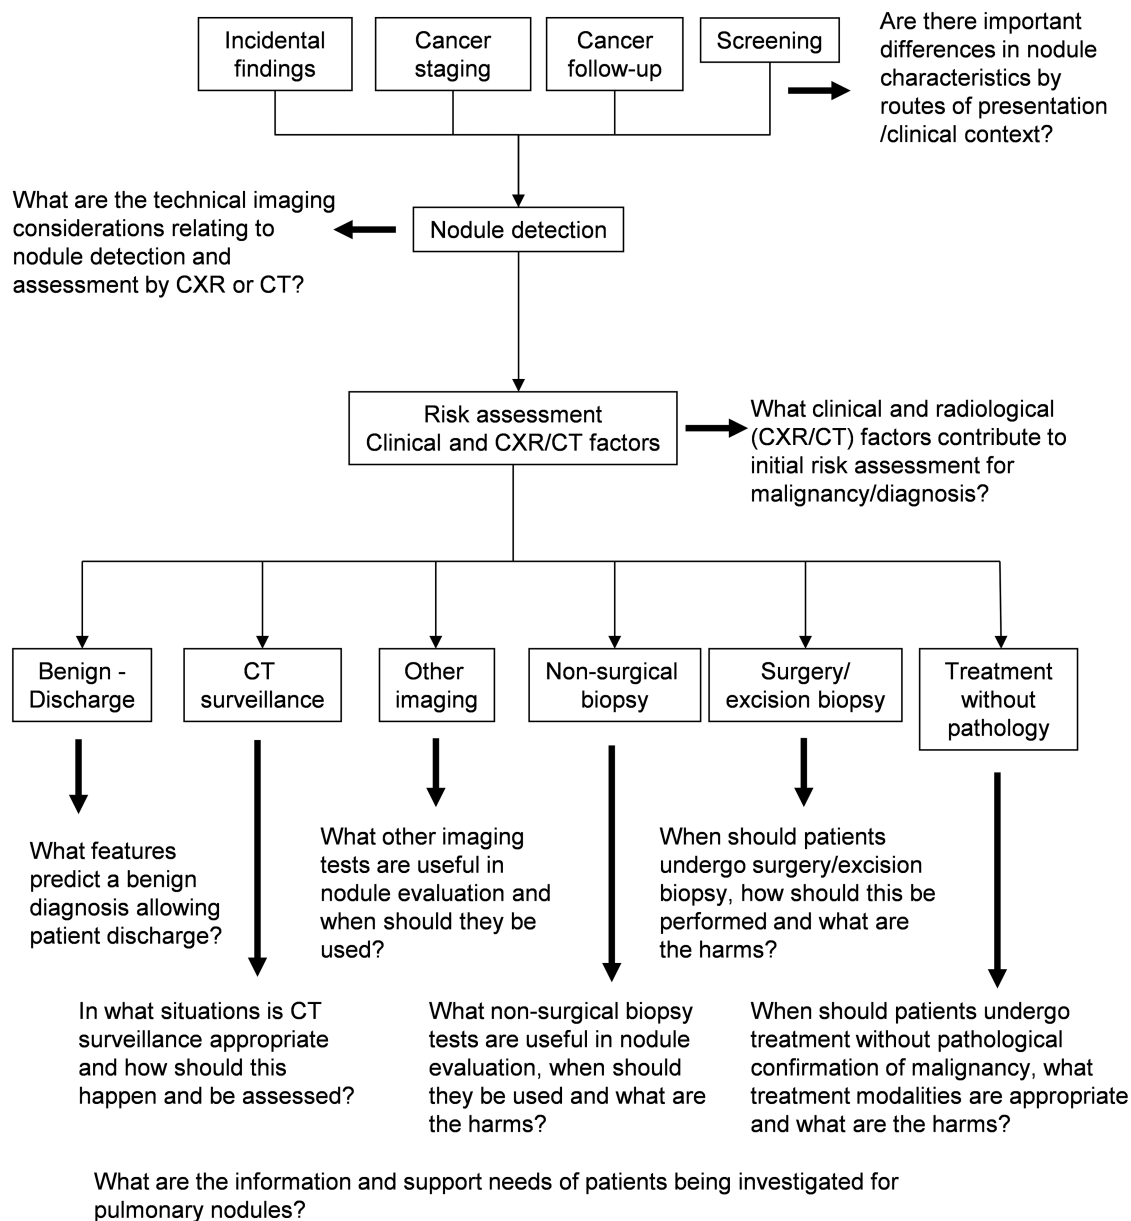 Incidental
findings
Cancer
staging
Cancer
follow-up
Screening
Are there important
differences in nodule
characteristics by
routes of presentation
/clinical context?
What are the technical imaging
considerations relating to
nodule detection and
assessment by CXR or CT?
Nodule detection
Risk assessment
Clinical and CXR/CT factors
What clinical and radiological
(CXR/CT) factors contribute to
initial risk assessment for
malignancy/diagnosis?
Benign -
Discharge
CT
surveillance
Other
imaging
Non-surgical
biopsy
Surgery/
excision biopsy
Treatment
without
pathology
What features
predict a benign
diagnosis allowing
patient discharge?
What other imaging
tests are useful in
nodule evaluation and
when should they be
used?
When should patients
undergo surgery/excision
biopsy, how should this be
performed and what are
the harms?
In what situations is CT
surveillance appropriate
and how should this
happen and be assessed?
What non-surgical biopsy
tests are useful in nodule
evaluation, when should
they be used and what are
the harms?
When should patients undergo
treatment without pathological
confirmation of malignancy, what
treatment modalities are appropriate
and what are the harms?
What are the information and support needs of patients being investigated for
pulmonary nodules?